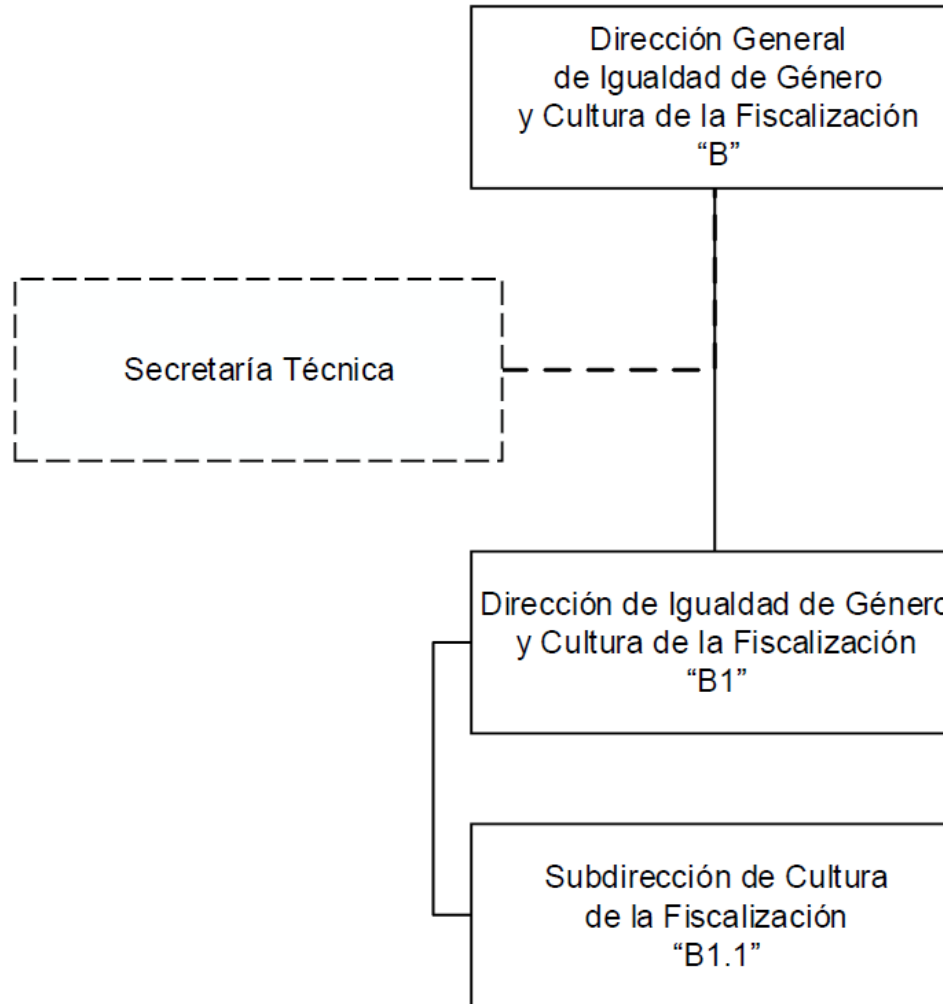 Dirección General
de Igualdad de Género
y Cultura de la Fiscalización
“B”
Secretaría Técnica
Dirección de Igualdad de Género
y Cultura de la Fiscalización
“B1”
Subdirección de Cultura
de la Fiscalización
“B1.1”